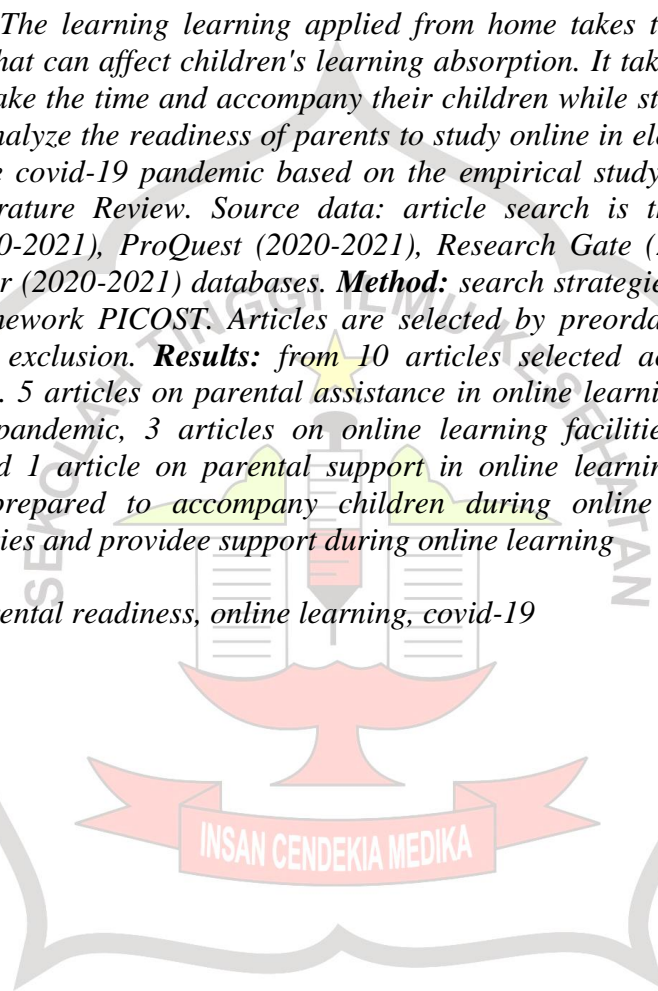 The learning learning applied from home takes t
hat can affect children's learning absorption. It tak
ake the time and accompany their children while st
nalyze the readiness of parents to study online in el
e covid-19 pandemic based on the empirical study
rature Review. Source data: article search is t
0-2021), ProQuest (2020-2021), Research Gate (
r (2020-2021) databases. Method: search strategie
nework PICOST. Articles are selected by preorda
exclusion. Results: from 10 articles selected a
. 5 articles on parental assistance in online learni
pandemic, 3 articles on online learning facilitie
d 1 article on parental support in online learnin
prepared to accompany children during online
ies and providee support during online learning
ental readiness, online learning, covid-19
SEKOLAH TINGGI ILMU KESEHATAN
INSAN CENDEKIA MEDIKA